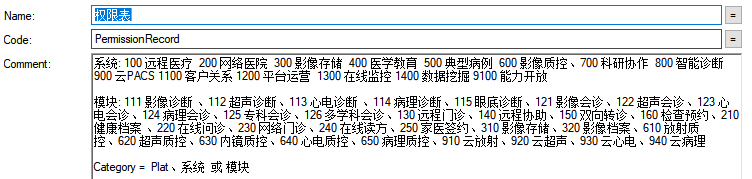 Name: 权限表 =
Code: PermissionRecord =
Comment: 系统: 100 远程医疗 200 网络医院 300 影像存储 400 医学教育 500 典型病例 600 影像质控、700 科研协作 800 智能诊断
900 云PACS 1100 客户关系 1200 平台运营 1300 在线监控 1400 数据挖掘 9100 能力开放
模块: 111 影像诊断 、112 超声诊断、113 心电诊断 、114 病理诊断、115 眼底诊断、121 影像会诊、122 超声会诊、123 心
电会诊、124 病理会诊、125 专科会诊、126 多学科会诊、130 远程门诊、140 远程协助、150 双向转诊、160 检查预约、210
健康档案 、220 在线问诊、230 网络门诊、240 在线读方、250 家医签约、310 影像存储、320 影像档案、610 放射质
控、620 超声质控、630 内镜质控、640 心电质控、650 病理质控、910 云放射、920 云超声、930 云心电、940 云病理
Category = Plat、系统 或 模块